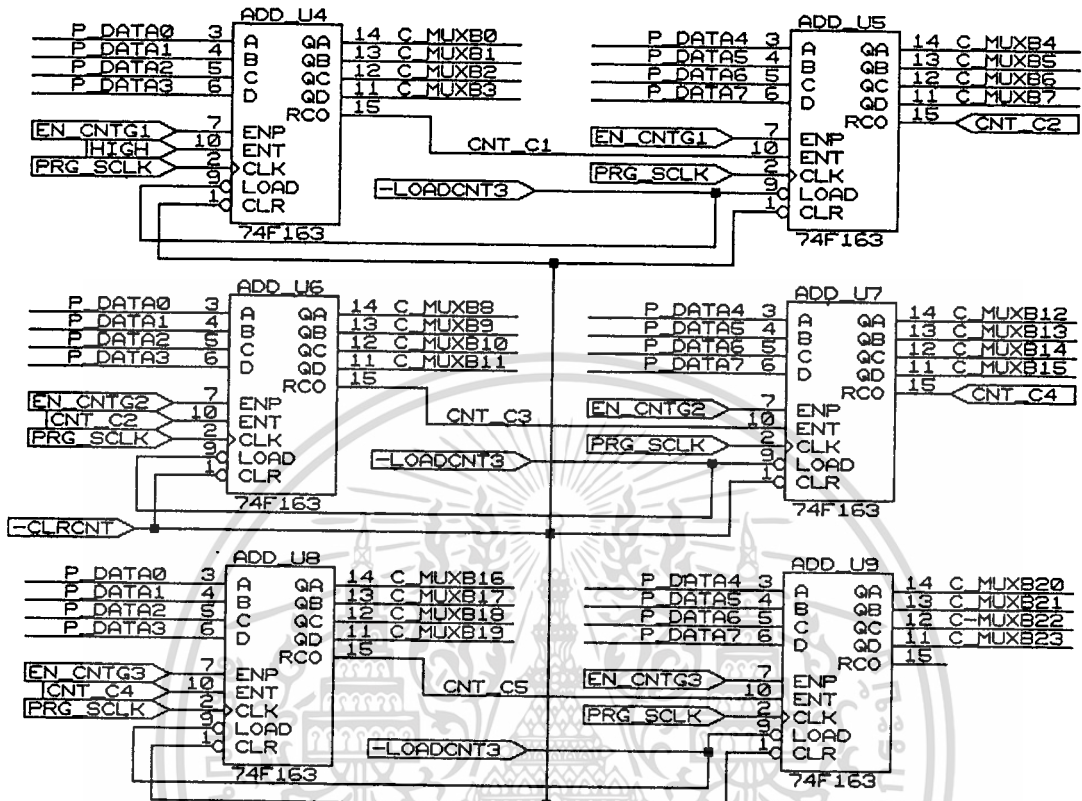 ADD_U4
P_DATA0 3 A QA 14 C_MUXB0
P_DATA1 4 B QB 13 C_MUXB1
P_DATA2 5 C QC 12 C_MUXB2
P_DATA3 6 D QD 11 C_MUXB3
RCO 15
EN_CNTG1 7 ENP
HIGH 10 ENT
PRG_SCLK 2 CLK
9 LOAD
1 CLR
74F163
CNT_C1
ADD_U5
P_DATA4 3 A QA 14 C_MUXB4
P_DATA5 4 B QB 13 C_MUXB5
P_DATA6 5 C QC 12 C_MUXB6
P_DATA7 6 D QD 11 C_MUXB7
RCO 15 CNT_C2
EN_CNTG1 7 ENP
10 ENT
PRG_SCLK 2 CLK
-LOADCNT3 9 LOAD
1 CLR
74F163
ADD_U6
P_DATA0 3 A QA 14 C_MUXB8
P_DATA1 4 B QB 13 C_MUXB9
P_DATA2 5 C QC 12 C_MUXB10
P_DATA3 6 D QD 11 C_MUXB11
RCO 15
EN_CNTG2 7 ENP
CNT_C2 10 ENT
PRG_SCLK 2 CLK
9 LOAD
1 CLR
74F163
CNT_C3
ADD_U7
P_DATA4 3 A QA 14 C_MUXB12
P_DATA5 4 B QB 13 C_MUXB13
P_DATA6 5 C QC 12 C_MUXB14
P_DATA7 6 D QD 11 C_MUXB15
RCO 15 CNT_C4
EN_CNTG2 7 ENP
10 ENT
PRG_SCLK 2 CLK
-LOADCNT3 9 LOAD
1 CLR
74F163
-CLRCNT
ADD_U8
P_DATA0 3 A QA 14 C_MUXB16
P_DATA1 4 B QB 13 C_MUXB17
P_DATA2 5 C QC 12 C_MUXB18
P_DATA3 6 D QD 11 C_MUXB19
RCO 15
EN_CNTG3 7 ENP
CNT_C4 10 ENT
PRG_SCLK 2 CLK
9 LOAD
1 CLR
74F163
CNT_C5
ADD_U9
P_DATA4 3 A QA 14 C_MUXB20
P_DATA5 4 B QB 13 C_MUXB21
P_DATA6 5 C QC 12 C-MUXB22
P_DATA7 6 D QD 11 C_MUXB23
RCO 15
EN_CNTG3 7 ENP
10 ENT
PRG_SCLK 2 CLK
-LOADCNT3 9 LOAD
1 CLR
74F163